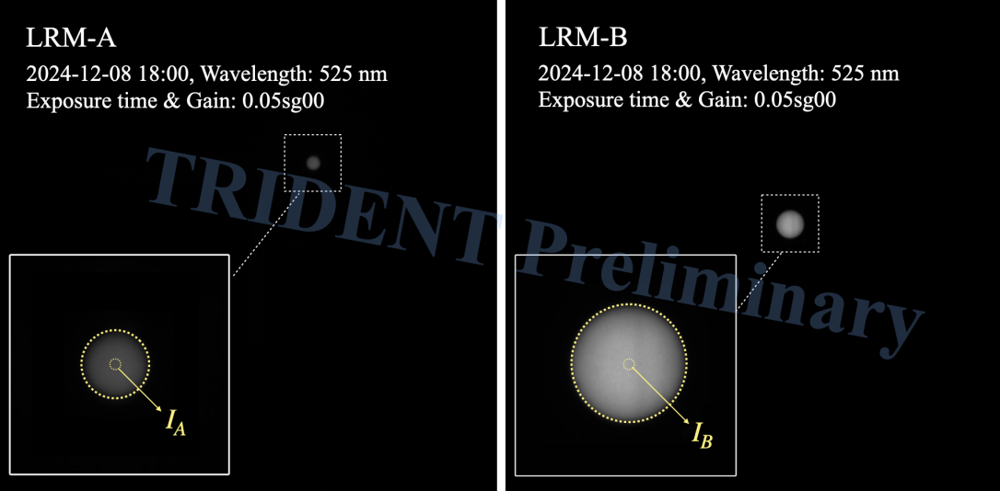 LRM-A
2024-12-08 18:00, Wavelength: 525 nm
Exposure time & Gain: 0.05sg00
I_A
LRM-B
2024-12-08 18:00, Wavelength: 525 nm
Exposure time & Gain: 0.05sg00
I_B
TRIDENT Preliminary